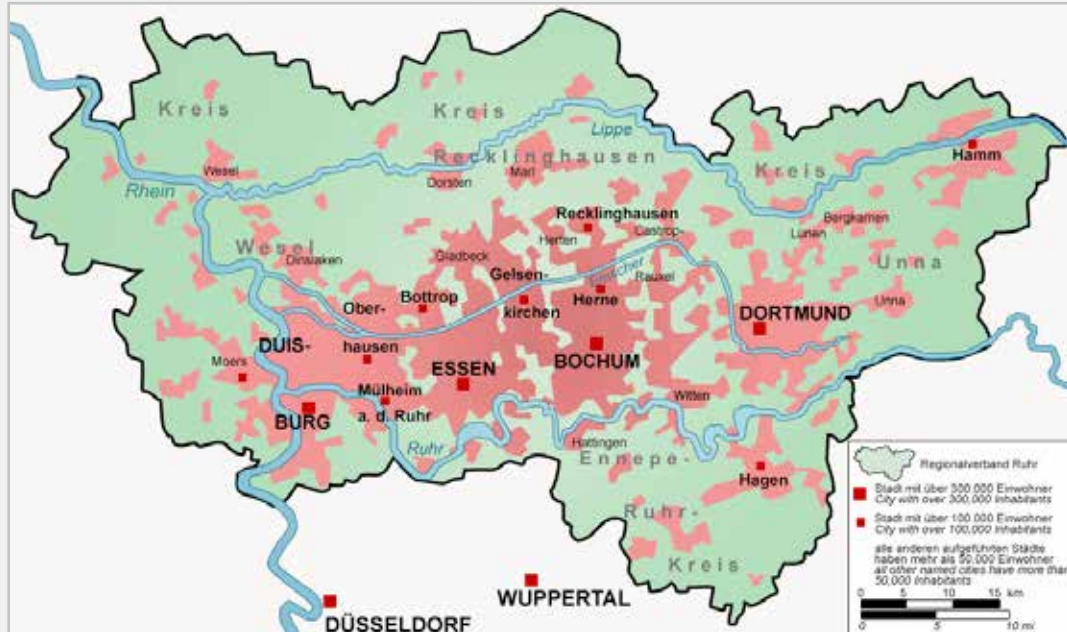 Kreis
Kreis
Lippe
Recklinghausen
Hamm
Kreis
Wesel
Dorsten
Marl
Rhein
Recklinghausen
Bergkamen
Herten
Castrop-
Lünen
Wesel
Dinslaken
Gladbeck
Unna
Gelsen-
Emscher
Rauxel
Ober-
Bottrop
kirchen
Herne
Unna
DORTMUND
DUIS-
hausen
Moers
ESSEN
BOCHUM
Mülheim
a. d. Ruhr
BURG
Witten
Ruhr
Hattingen
Ennepe-
Hagen
Ruhr-
Kreis
WUPPERTAL
DÜSSELDORF
Regionalverband Ruhr
Stadt mit über 300.000 Einwohner
City with over 300,000 Inhabitants
Stadt mit über 100.000 Einwohner
City with over 100,000 Inhabitants
alle anderen aufgeführten Städte
haben mehr als 50.000 Einwohner
all other named cities have more than
50,000 Inhabitants
0 5 10 15 km
0 5 10 mi